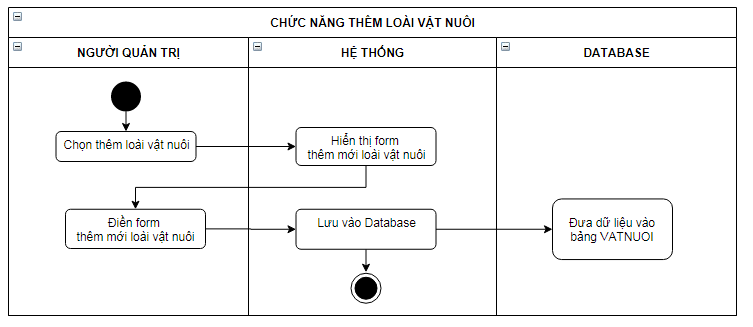 CHỨC NĂNG THÊM LOÀI VẬT NUÔI
NGƯỜI QUẢN TRỊ
HỆ THỐNG
DATABASE
Chọn thêm loài vật nuôi
Hiển thị form
thêm mới loài vật nuôi
Điền form
thêm mới loài vật nuôi
Lưu vào Database
Đưa dữ liệu vào
bảng VATNUOI